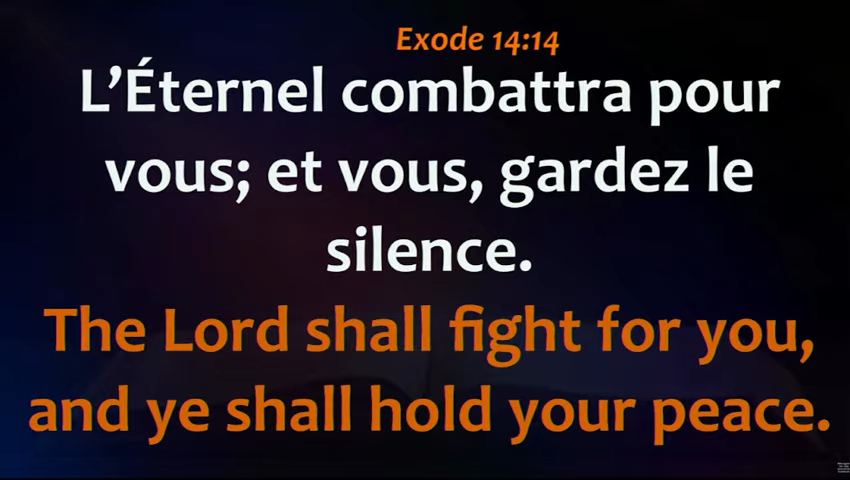 Exode 14:14
L’Éternel combattra pour
vous; et vous, gardez le
silence.
The Lord shall fight for you,
and ye shall hold your peace.